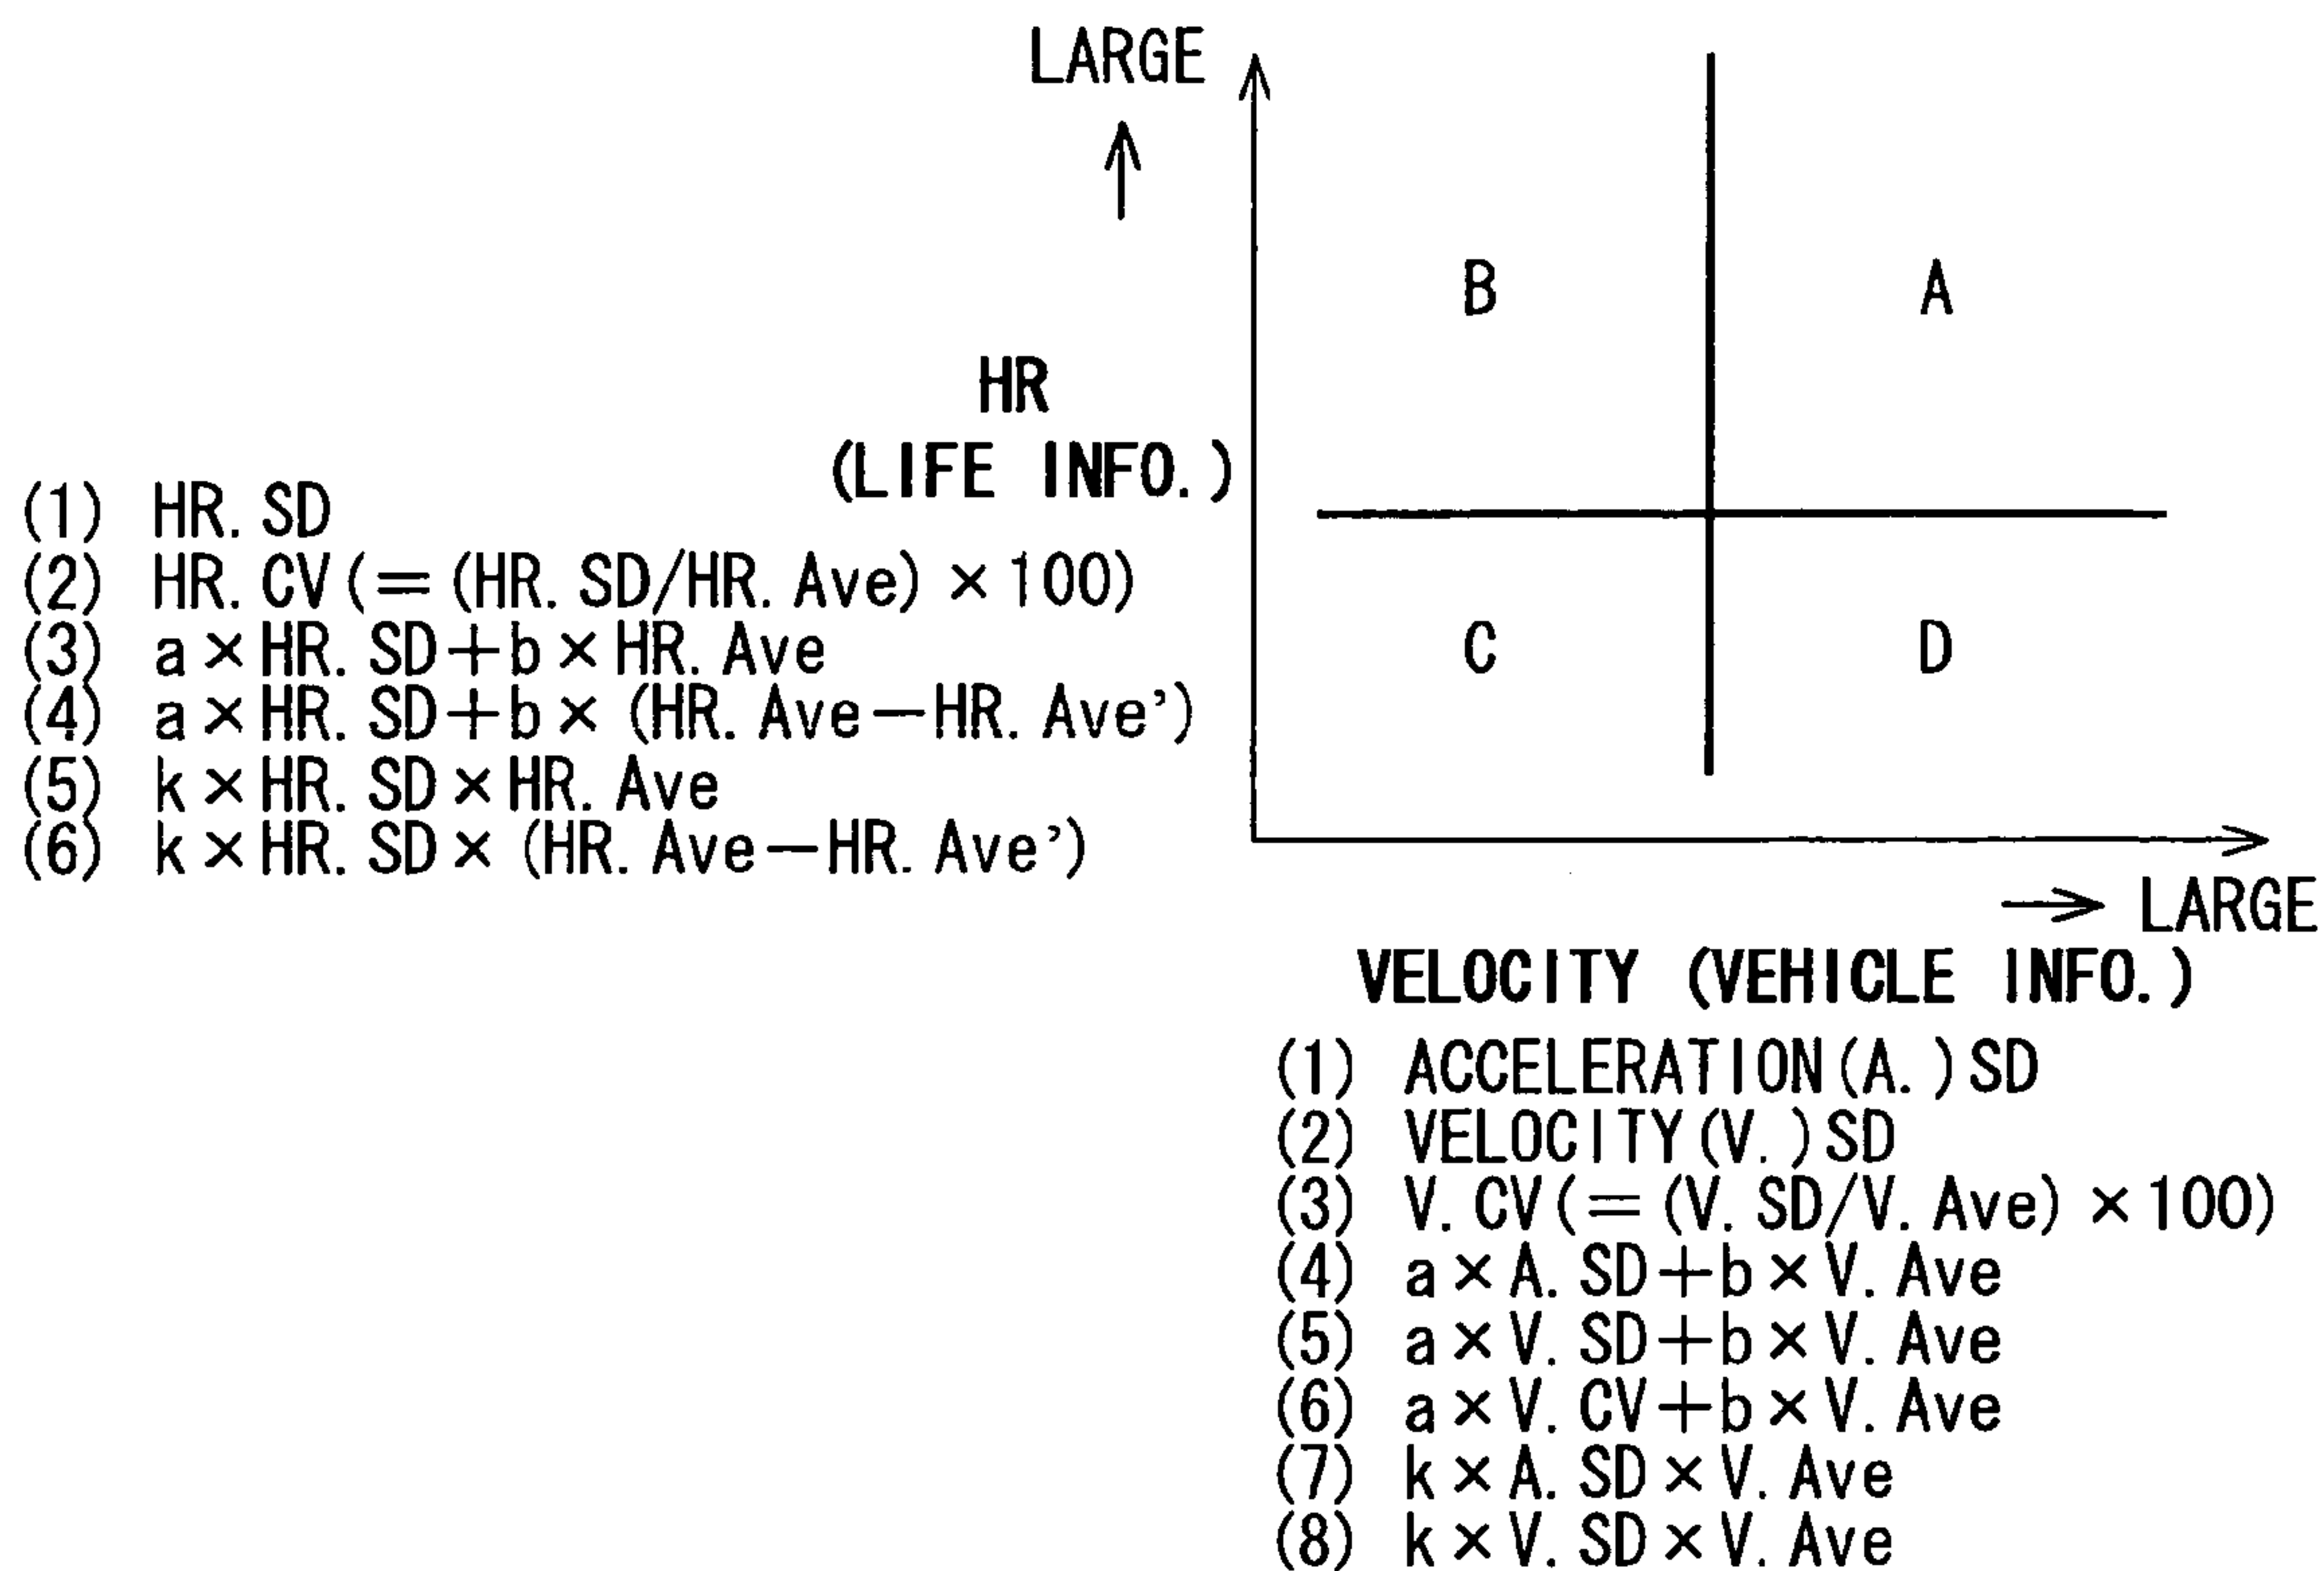 LARGE
B A
HR
(LIFE INFO.)
(1) HR. SD
(2) HR. CV(=(HR. SD/HR. Ave)×100)
(3) a×HR. SD+b×HR. Ave
(4) a×HR. SD+b×(HR. Ave−HR. Ave’)
(5) k×HR. SD×HR. Ave
(6) k×HR. SD×(HR. Ave−HR. Ave’)
C D
LARGE
VELOCITY (VEHICLE INFO.)
(1) ACCELERATION(A.)SD
(2) VELOCITY(V.)SD
(3) V. CV(=(V. SD/V. Ave)×100)
(4) a×A. SD+b×V. Ave
(5) a×V. SD+b×V. Ave
(6) a×V. CV+b×V. Ave
(7) k×A. SD×V. Ave
(8) k×V. SD×V. Ave